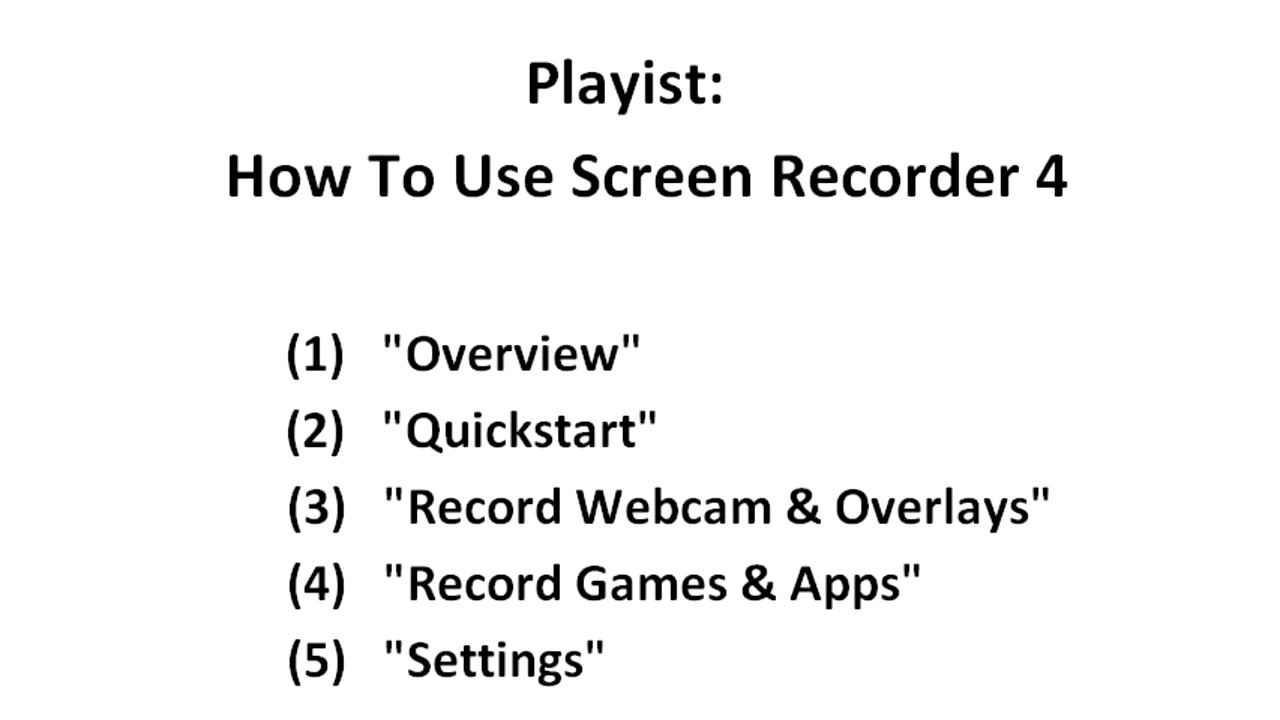 Playist:
How To Use Screen Recorder 4
(1) "Overview"
(2) "Quickstart"
(3) "Record Webcam & Overlays"
(4) "Record Games & Apps"
(5) "Settings"